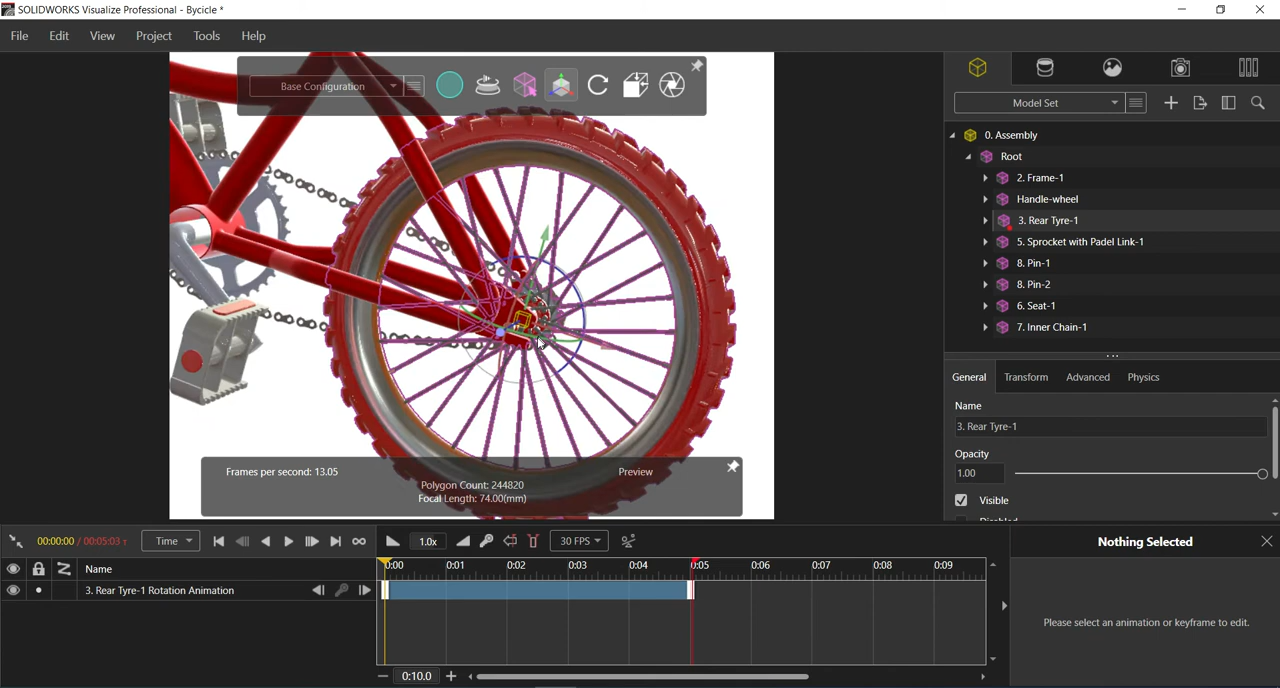 SOLIDWORKS Visualize Professional - Bycicle *
File Edit View Project Tools Help
Base Configuration
Model Set
0. Assembly
Root
2. Frame-1
Handle-wheel
3. Rear Tyre-1
5. Sprocket with Padel Link-1
8. Pin-1
8. Pin-2
6. Seat-1
7. Inner Chain-1
General Transform Advanced Physics
Name
3. Rear Tyre-1
Opacity
1.00
Visible
Disabled
Frames per second: 13.05
Preview
Polygon Count: 244820
Focal Length: 74.00(mm)
00:00:00 / 00:05:03 Time 1.0x 30 FPS
Nothing Selected
Name
0:00 0:01 0:02 0:03 0:04 0:05 0:06 0:07 0:08 0:09
3. Rear Tyre-1 Rotation Animation
Please select an animation or keyframe to edit.
0:10.0